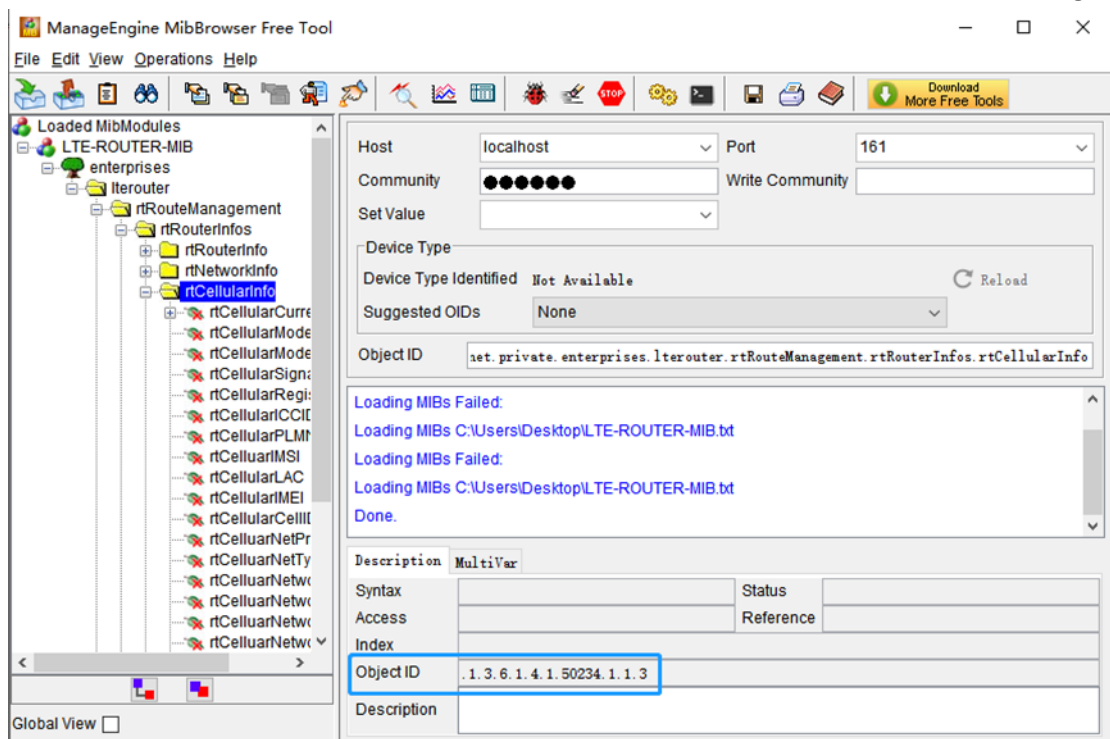 ManageEngine MibBrowser Free Tool
File Edit View Operations Help
STOP
Download
More Free Tools
Loaded MibModules
LTE-ROUTER-MIB
enterprises
lterouter
rtRouteManagement
rtRouterInfos
rtRouterInfo
rtNetworkInfo
rtCellularInfo
rtCellularCurre
rtCellularMode
rtCellularMode
rtCellularSigna
rtCellularRegis
rtCellularICCID
rtCellularPLMN
rtCelluarIMSI
rtCellularLAC
rtCellularIMEI
rtCellularCellID
rtCelluarNetPr
rtCelluarNetTy
rtCelluarNetwo
rtCelluarNetwo
rtCelluarNetwo
rtCelluarNetwo
Global View
Host localhost Port 161
Community ●●●●●● Write Community
Set Value
Device Type
Device Type Identified Not Available Reload
Suggested OIDs None
Object ID net.private.enterprises.lterouter.rtRouteManagement.rtRouterInfos.rtCellularInfo
Loading MIBs Failed:
Loading MIBs C:\Users\Desktop\LTE-ROUTER-MIB.txt
Loading MIBs Failed:
Loading MIBs C:\Users\Desktop\LTE-ROUTER-MIB.txt
Done.
Description MultiVar
Syntax Status
Access Reference
Index
Object ID .1.3.6.1.4.1.50234.1.1.3
Description